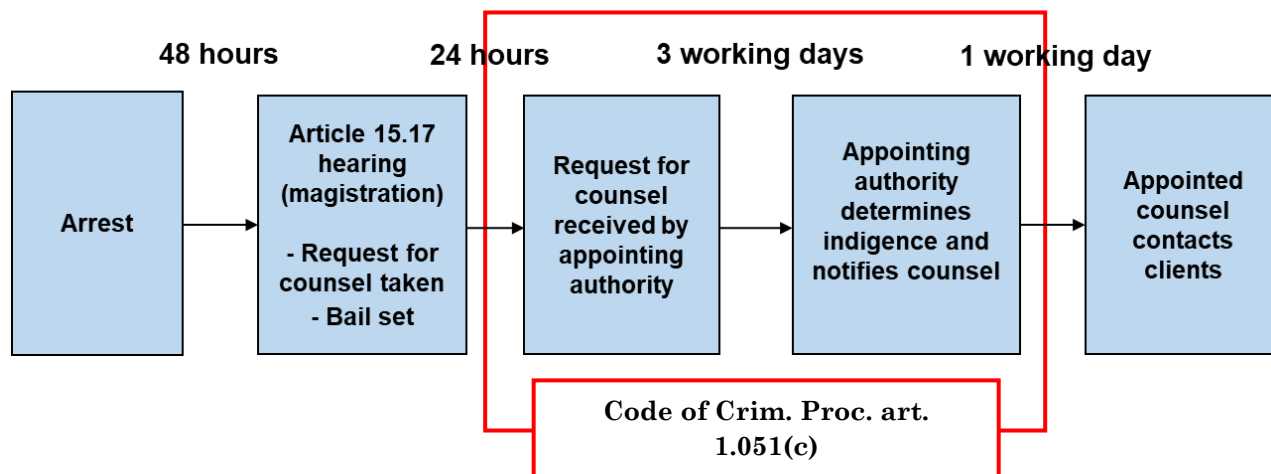 48 hours
24 hours
3 working days
1 working day
Arrest
Article 15.17
hearing
(magistration)
- Request for
counsel taken
- Bail set
Request for
counsel
received by
appointing
authority
Appointing
authority
determines
indigence and
notifies counsel
Appointed
counsel
contacts
clients
Code of Crim. Proc. art.
1.051(c)